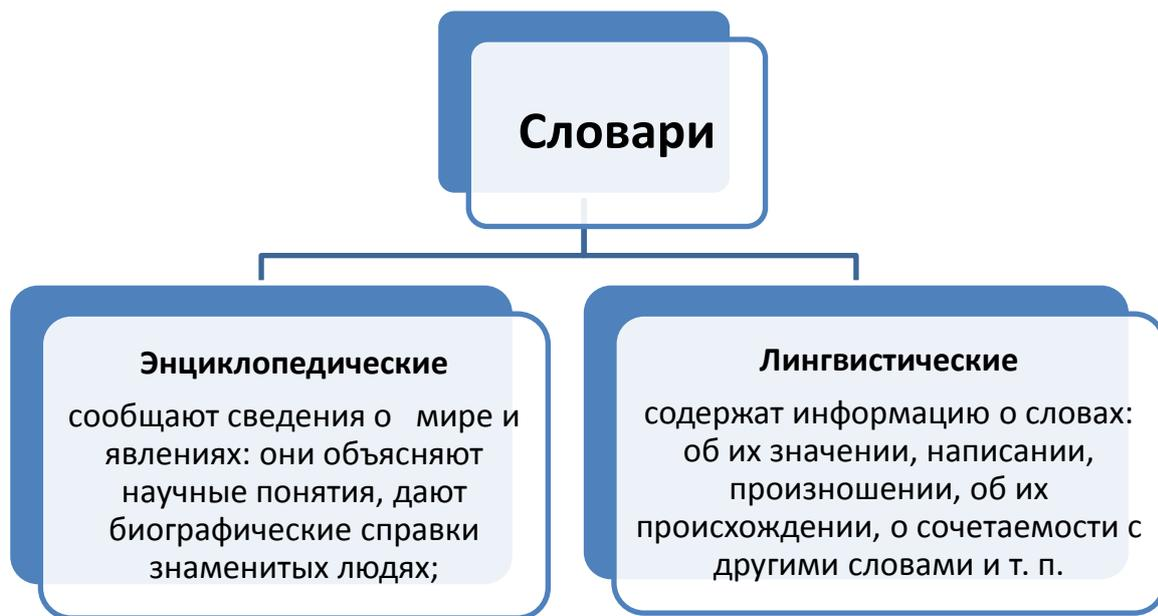 Словари
Энциклопедические
сообщают сведения о мире и
явлениях: они объясняют
научные понятия, дают
биографические справки
знаменитых людях;
Лингвистические
содержат информацию о словах:
об их значении, написании,
произношении, об их
происхождении, о сочетаемости с
другими словами и т. п.